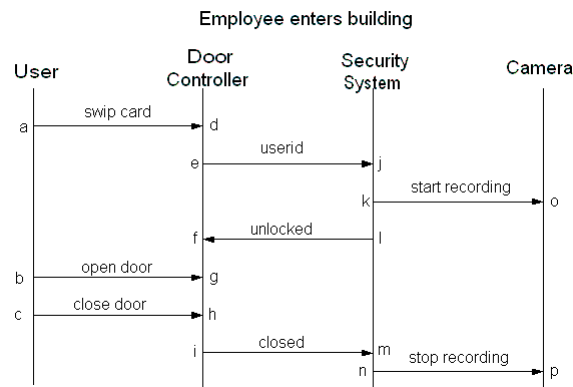 Employee enters building
User
Door
Controller
Security
System
Camera
a
swip card
d
e
userid
j
k
start recording
o
f
unlocked
l
b
open door
g
c
close door
h
i
closed
m
n
stop recording
p